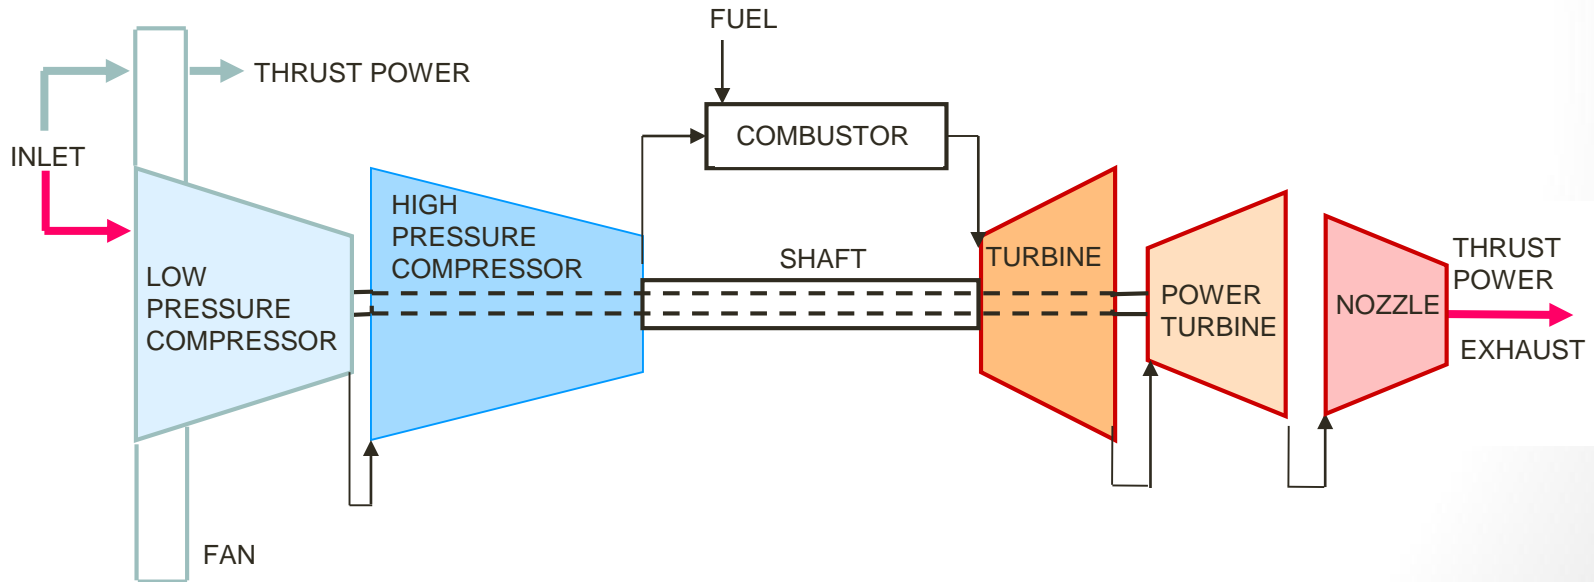 FUEL
THRUST POWER
COMBUSTOR
INLET
HIGH
PRESSURE
COMPRESSOR
LOW
PRESSURE
COMPRESSOR
SHAFT
TURBINE
POWER
TURBINE
NOZZLE
THRUST
POWER
EXHAUST
FAN